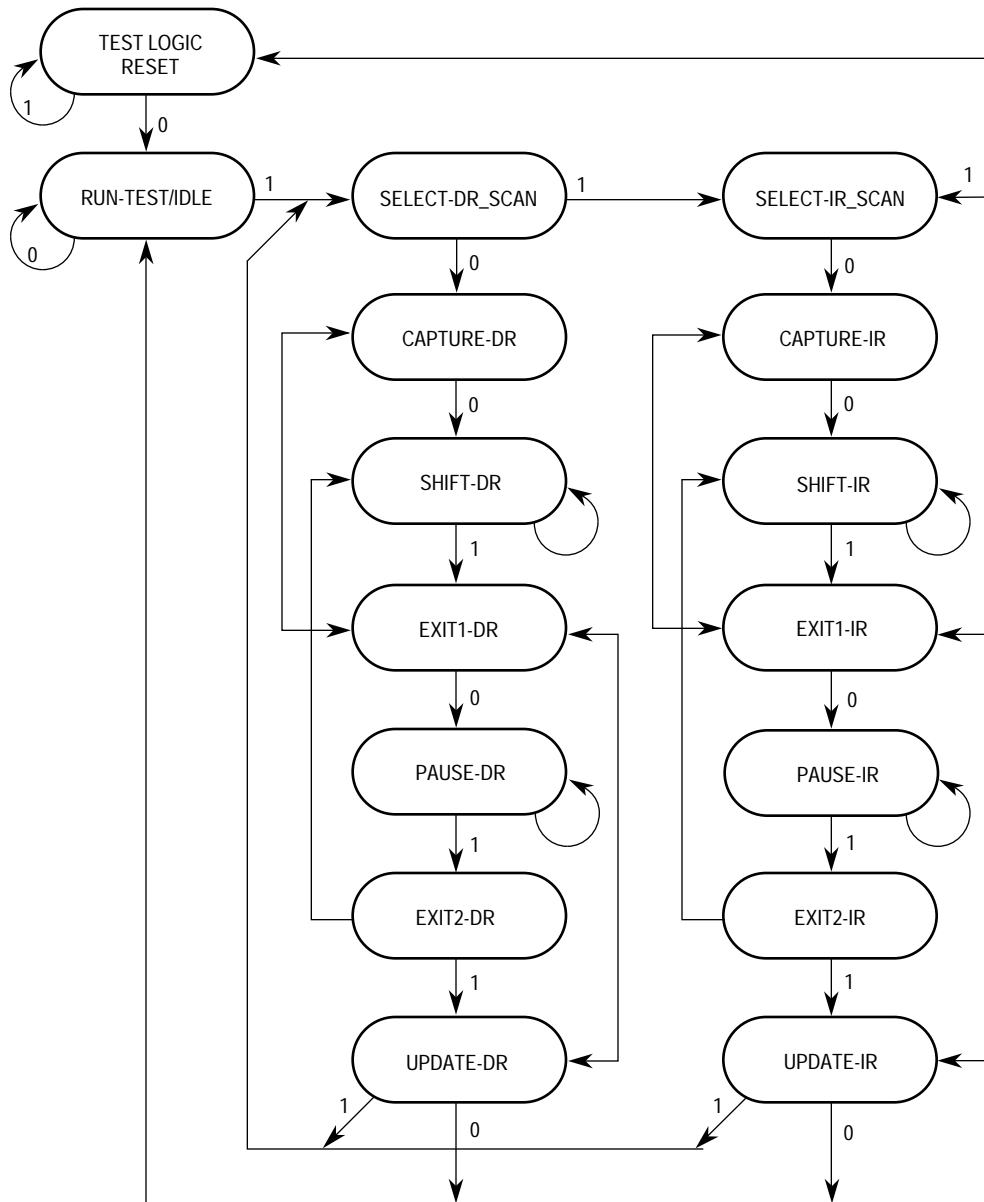 TEST LOGIC
RESET
1
0
RUN-TEST/IDLE
1
SELECT-DR_SCAN
1
SELECT-IR_SCAN
1
0
0
0
CAPTURE-DR
CAPTURE-IR
0
0
SHIFT-DR
SHIFT-IR
1
1
EXIT1-DR
EXIT1-IR
0
0
PAUSE-DR
PAUSE-IR
1
1
EXIT2-DR
EXIT2-IR
1
1
UPDATE-DR
UPDATE-IR
1
0
1
0